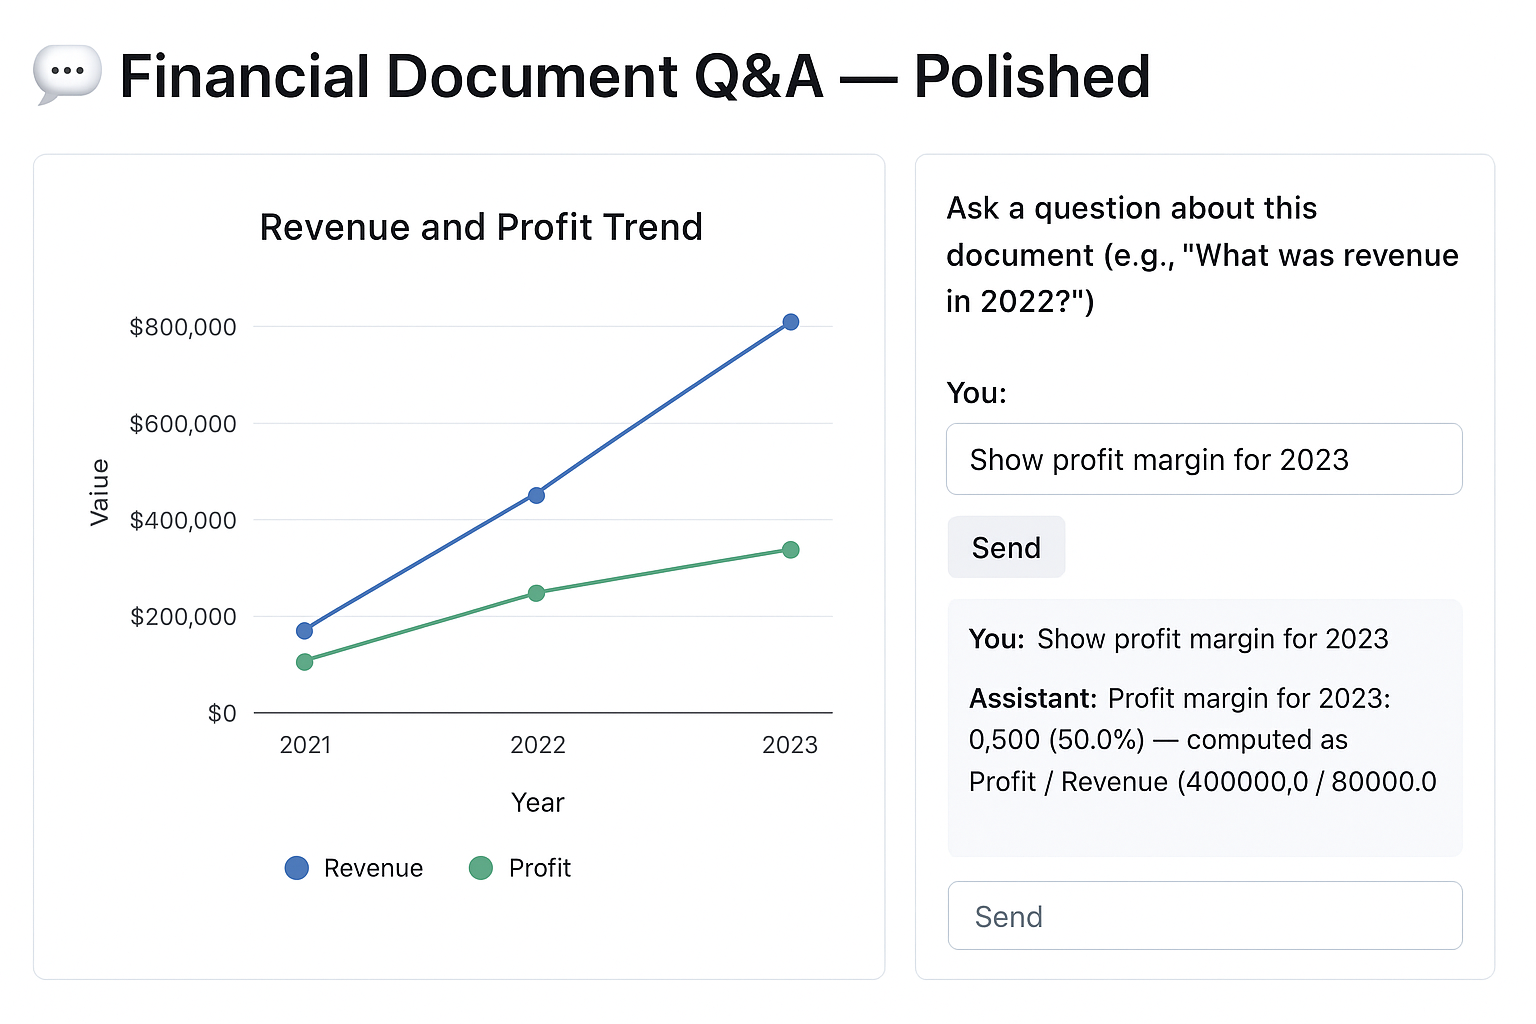 Financial Document Q&A — Polished
Revenue and Profit Trend
$800,000
$600,000
$400,000
$200,000
$0
Vaiue
2021
2022
2023
Year
Revenue
Profit
Ask a question about this
document (e.g., "What was revenue
in 2022?")
You:
Show profit margin for 2023
Send
You: Show profit margin for 2023
Assistant: Profit margin for 2023:
0,500 (50.0%) — computed as
Profit / Revenue (400000,0 / 80000.0
Send